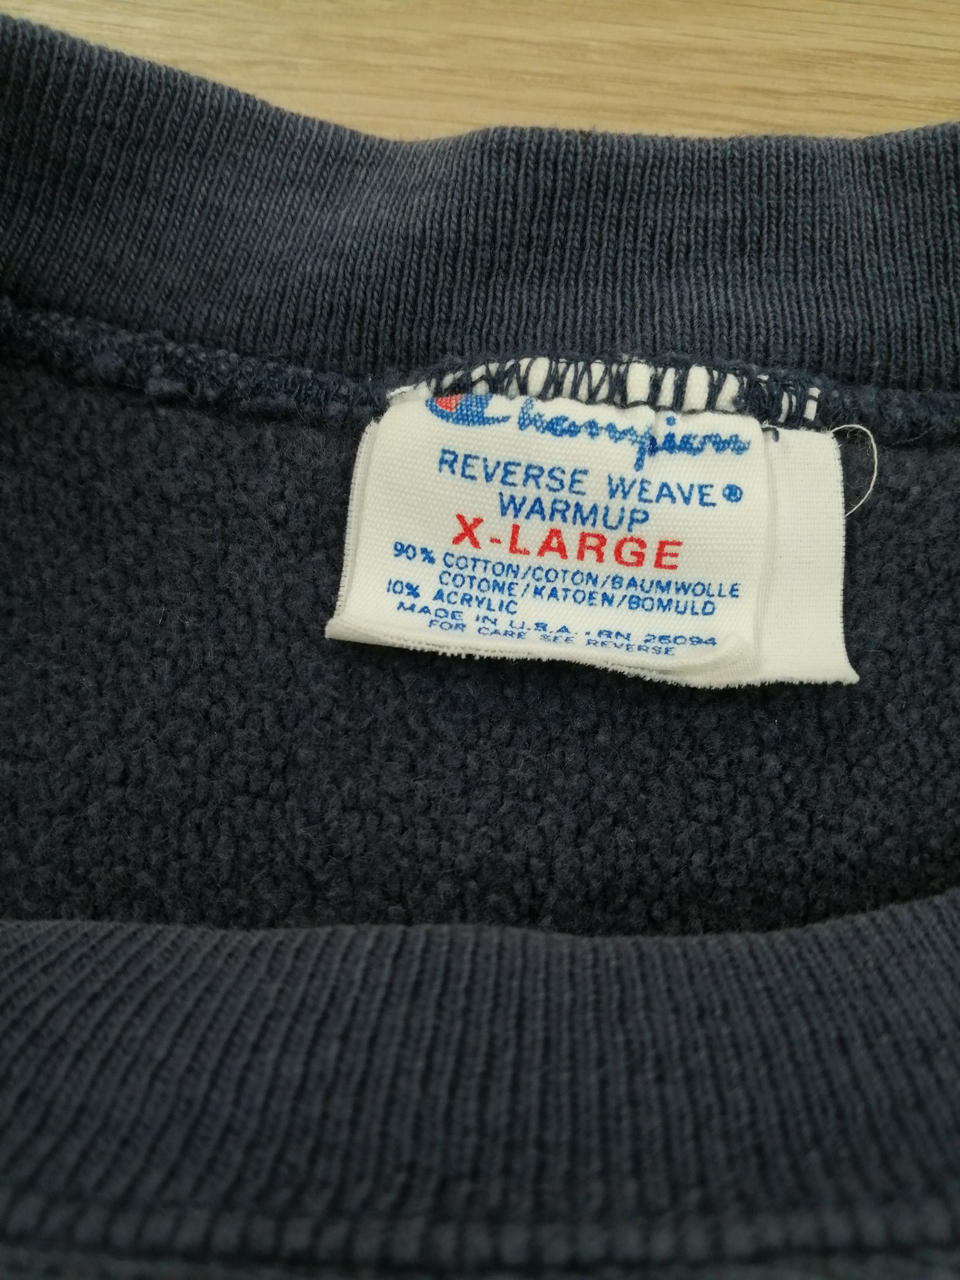 Champion
REVERSE WEAVE®
WARMUP
X-LARGE
90% COTTON/COTON/BAUMWOLLE
COTONE/KATOEN/BOMULD
10% ACRYLIC
MADE IN U.S.A. · RN 26094
FOR CARE SEE REVERSE